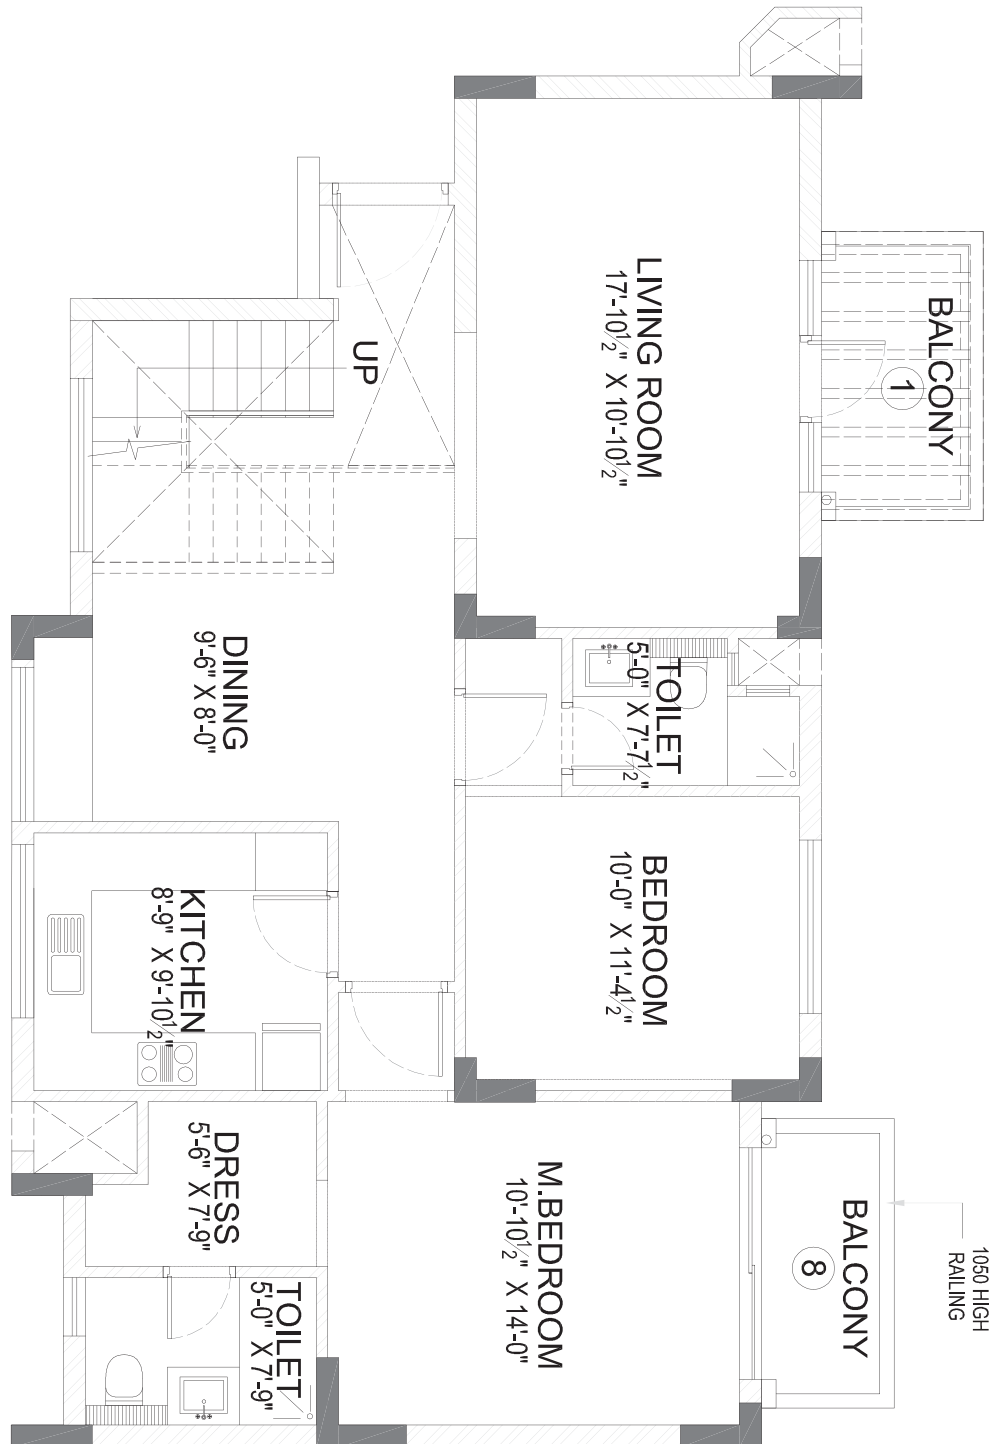 BALCONY
1
LIVING ROOM
17'-10½" X 10'-10½"
UP
TOILET
5'-0" X 7'-7½"
DINING
9'-6" X 8'-0"
BEDROOM
10'-0" X 11'-4½"
KITCHEN
8'-9" X 9'-10½"
1050 HIGH
RAILING
BALCONY
8
M.BEDROOM
10'-10½" X 14'-0"
DRESS
5'-6" X 7'-9"
TOILET
5'-0" X 7'-9"